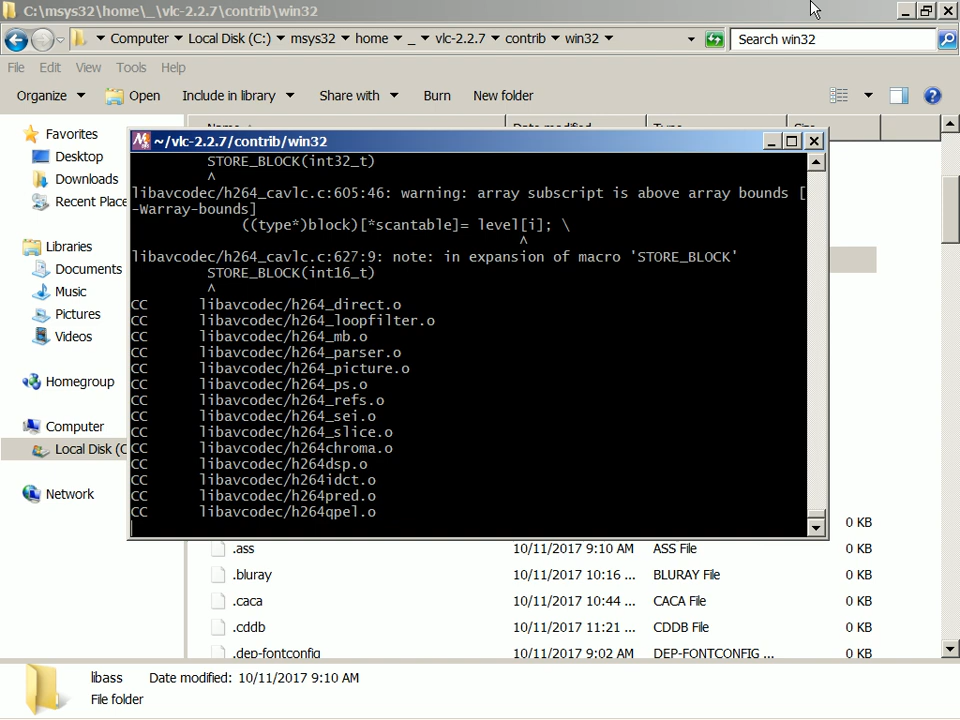 C:\msys32\home\_\vlc-2.2.7\contrib\win32
Computer Local Disk (C:) msys32 home _ vlc-2.2.7 contrib win32 Search win32
File Edit View Tools Help
Organize Open Include in library Share with Burn New folder
Favorites
Desktop
Downloads
Recent Place
Libraries
Documents
Music
Pictures
Videos
Homegroup
Computer
Local Disk (C
Network
~/vlc-2.2.7/contrib/win32
STORE_BLOCK(int32_t)
^
libavcodec/h264_cavlc.c:605:46: warning: array subscript is above array bounds [
-Warray-bounds]
((type*)block)[*scantable]= level[i]; \
^
libavcodec/h264_cavlc.c:627:9: note: in expansion of macro 'STORE_BLOCK'
STORE_BLOCK(int16_t)
^
CC libavcodec/h264_direct.o
CC libavcodec/h264_loopfilter.o
CC libavcodec/h264_mb.o
CC libavcodec/h264_parser.o
CC libavcodec/h264_picture.o
CC libavcodec/h264_ps.o
CC libavcodec/h264_refs.o
CC libavcodec/h264_sei.o
CC libavcodec/h264_slice.o
CC libavcodec/h264chroma.o
CC libavcodec/h264dsp.o
CC libavcodec/h264idct.o
CC libavcodec/h264pred.o
CC libavcodec/h264qpel.o
0 KB
.ass 10/11/2017 9:10 AM ASS File 0 KB
.bluray 10/11/2017 10:16 ... BLURAY File 0 KB
.caca 10/11/2017 10:44 ... CACA File 0 KB
.cddb 10/11/2017 11:21 ... CDDB File 0 KB
.dep-fontconfig 10/11/2017 9:02 AM DEP-FONTCONFIG ... 0 KB
libass Date modified: 10/11/2017 9:10 AM
File folder